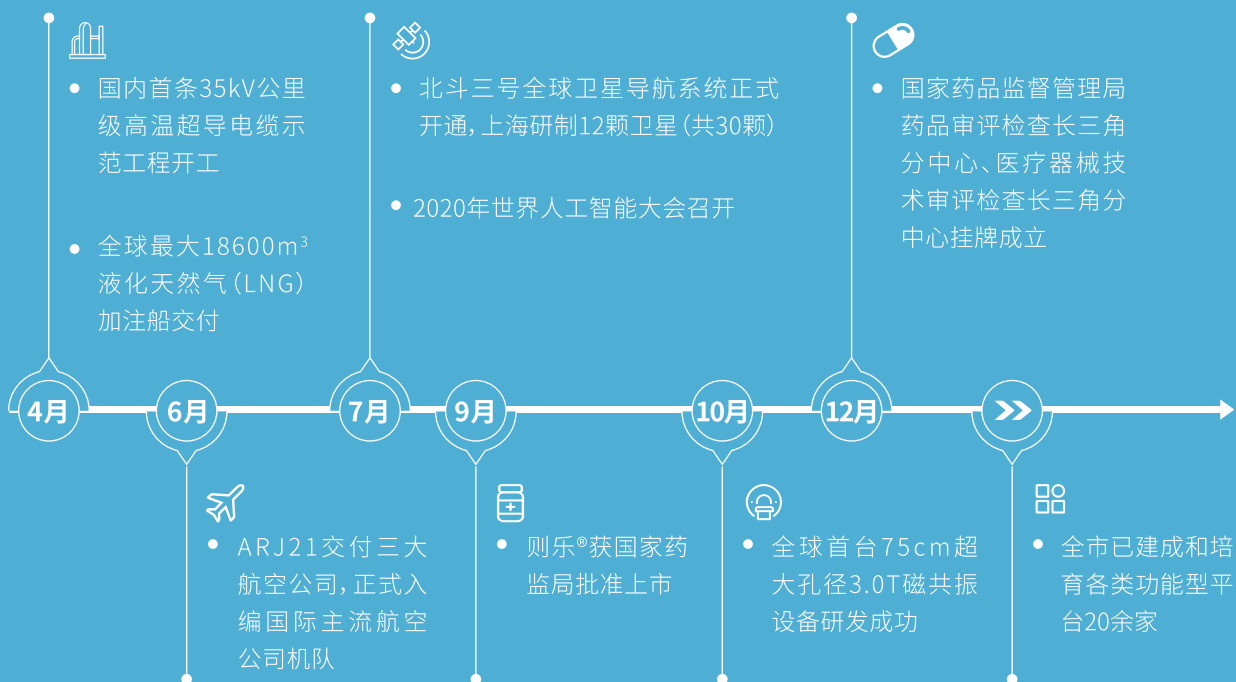 国内首条35kV公里
级高温超导电缆示
范工程开工
全球最大18600m³
液化天然气（LNG）
加注船交付
北斗三号全球卫星导航系统正式
开通，上海研制12颗卫星（共30颗）
2020年世界人工智能大会召开
国家药品监督管理局
药品审评检查长三角
分中心、医疗器械技
术审评检查长三角分
中心挂牌成立
4月
6月
7月
9月
10月
12月
ARJ21交付三大
航空公司，正式入
编国际主流航空
公司机队
则乐®获国家药
监局批准上市
全球首台75cm超
大孔径3.0T磁共振
设备研发成功
全市已建成和培
育各类功能型平
台20余家